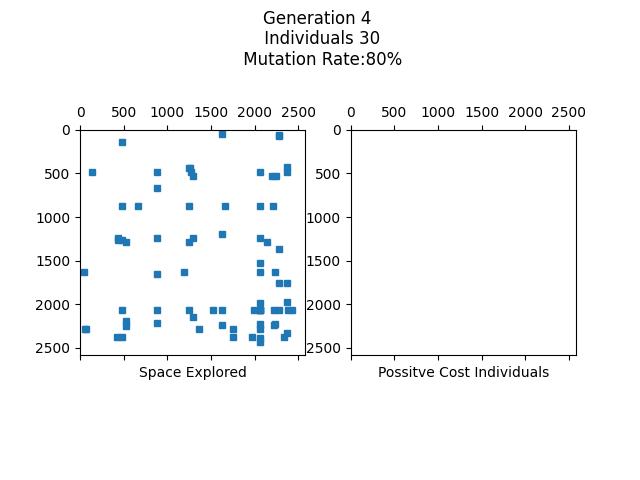 Generation 4
Individuals 30
Mutation Rate:80%
0 500 1000 1500 2000 2500
0 500 1000 1500 2000 2500
0
500
1000
1500
2000
2500
0
500
1000
1500
2000
2500
Space Explored
Possitve Cost Individuals